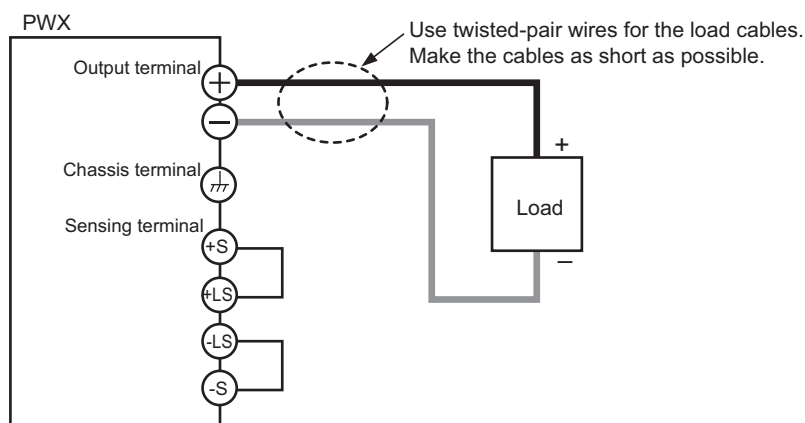 PWX
Use twisted-pair wires for the load cables.
Make the cables as short as possible.
Output terminal
+
−
+
Chassis terminal
Load
Sensing terminal
+S
−
+LS
-LS
-S